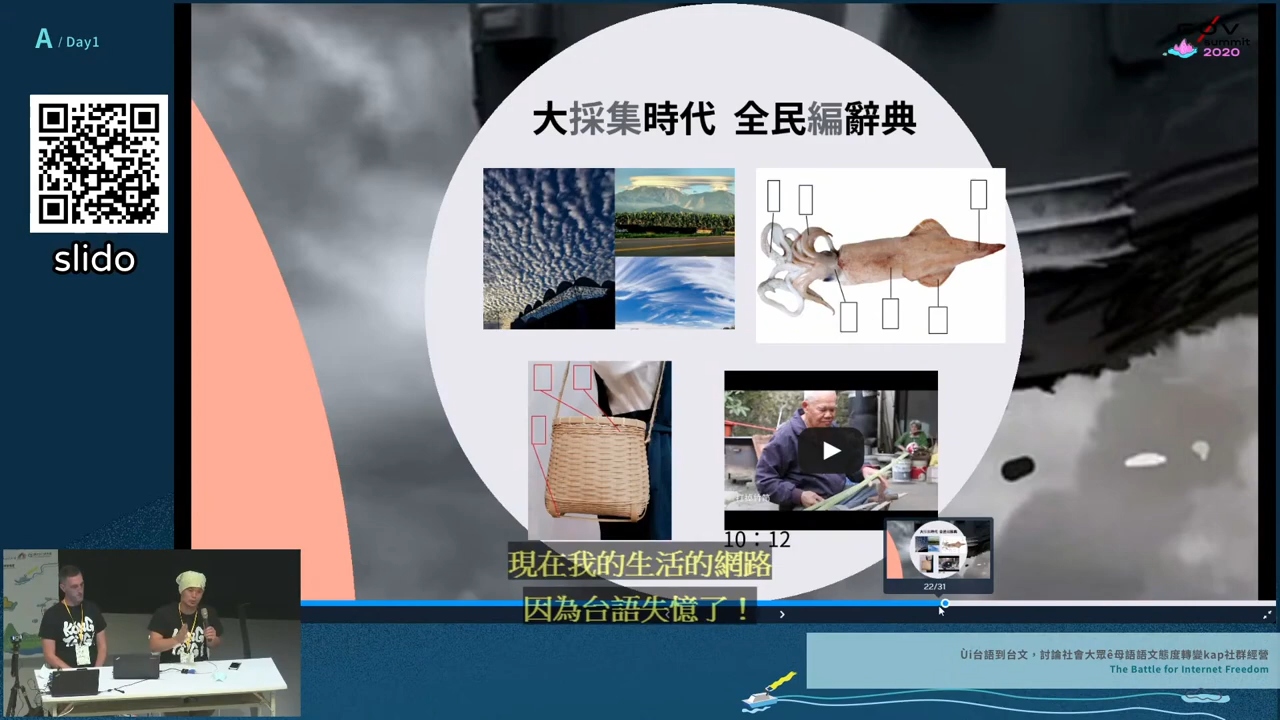 A / Day1
slido
summit
2020
大採集時代 全民編辭典
10：12
現在我的生活的網路
因為台語失憶了！
22/31
Ùi台語到台文，討論社會大眾ê母語語文態度轉變kap社群經營
The Battle for Internet Freedom